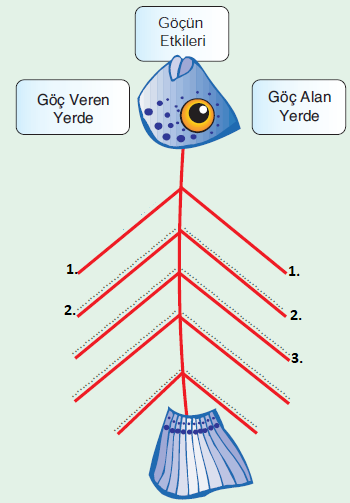 Göçün
Etkileri
Göç Veren
Yerde
Göç Alan
Yerde
1.
1.
2.
2.
3.